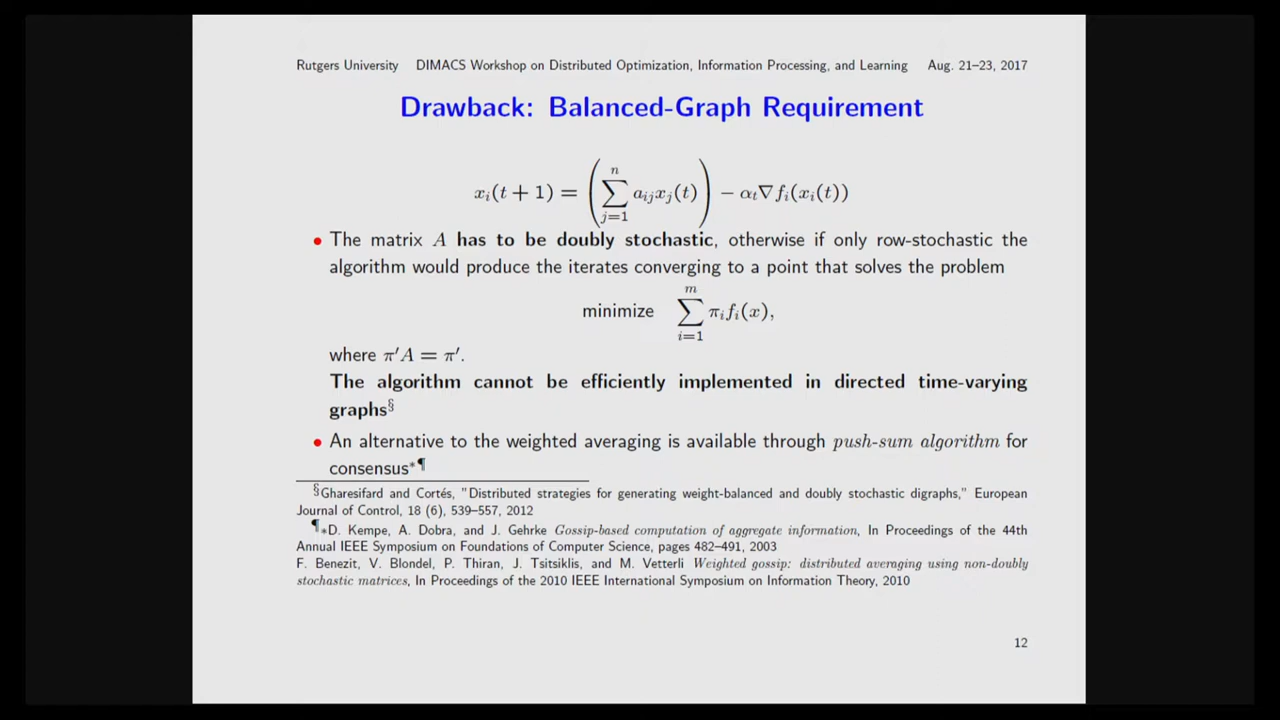 Rutgers University DIMACS Workshop on Distributed Optimization, Information Processing, and Learning Aug. 21–23, 2017
Drawback: Balanced-Graph Requirement
x_i(t + 1) = ( ∑_{j=1}^{n} a_{ij}x_j(t) ) − α_t∇f_i(x_i(t))
• The matrix A has to be doubly stochastic, otherwise if only row-stochastic the
algorithm would produce the iterates converging to a point that solves the problem
minimize ∑_{i=1}^{m} π_i f_i(x),
where π′A = π′.
The algorithm cannot be efficiently implemented in directed time-varying
graphs§
• An alternative to the weighted averaging is available through push-sum algorithm for
consensus*¶
§Gharesifard and Cortés, "Distributed strategies for generating weight-balanced and doubly stochastic digraphs," European
Journal of Control, 18 (6), 539–557, 2012
¶*D. Kempe, A. Dobra, and J. Gehrke Gossip-based computation of aggregate information, In Proceedings of the 44th
Annual IEEE Symposium on Foundations of Computer Science, pages 482–491, 2003
F. Benezit, V. Blondel, P. Thiran, J. Tsitsiklis, and M. Vetterli Weighted gossip: distributed averaging using non-doubly
stochastic matrices, In Proceedings of the 2010 IEEE International Symposium on Information Theory, 2010
12